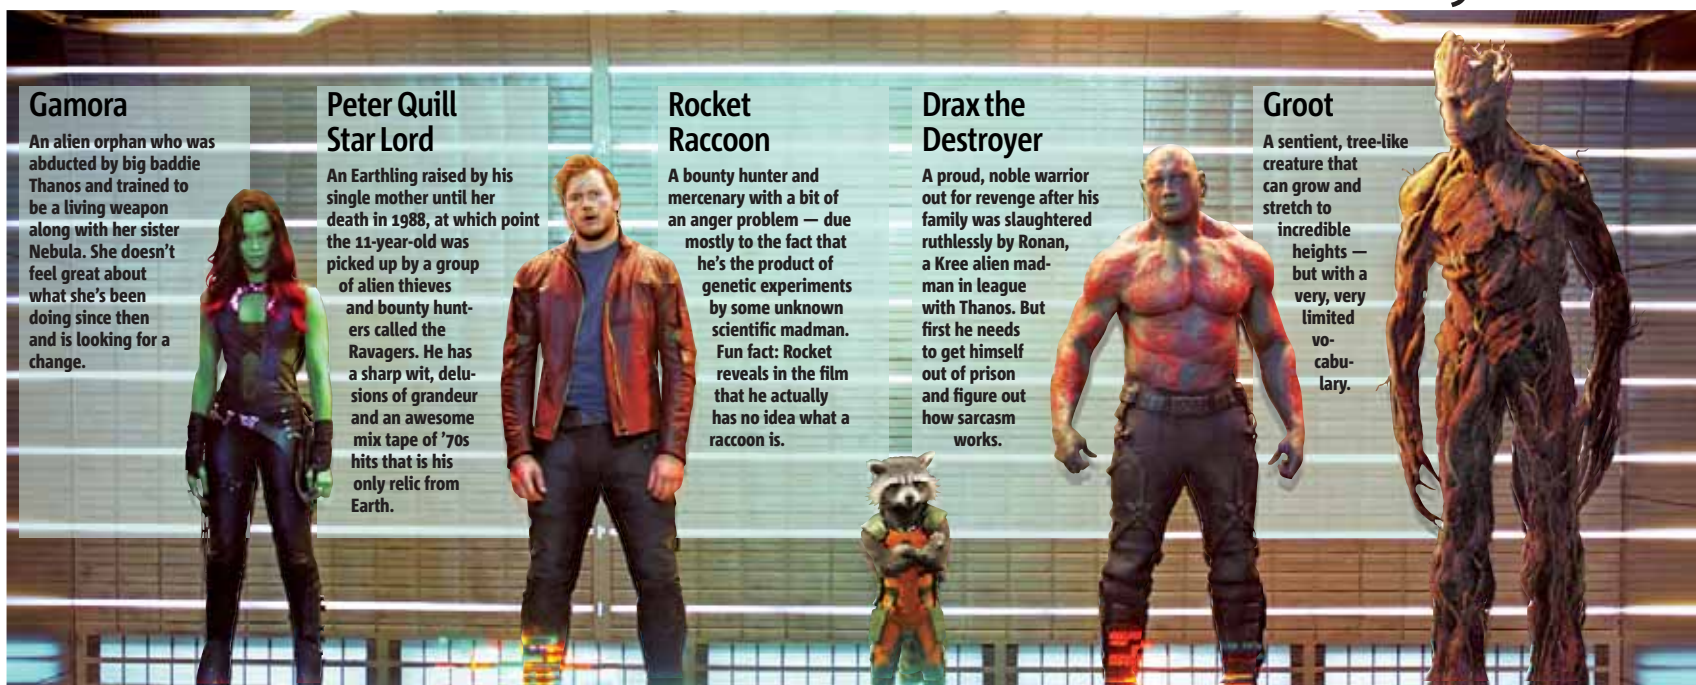 Gamora
An alien orphan who was
abducted by big baddie
Thanos and trained to
be a living weapon
along with her sister
Nebula. She doesn't
feel great about
what she's been
doing since then
and is looking for a
change.
Peter Quill
Star Lord
An Earthling raised by his
single mother until her
death in 1988, at which point
the 11-year-old was
picked up by a group
of alien thieves
and bounty hunt-
ers called the
Ravagers. He has
a sharp wit, delu-
sions of grandeur
and an awesome
mix tape of '70s
hits that is his
only relic from
Earth.
Rocket
Raccoon
A bounty hunter and
mercenary with a bit of
an anger problem — due
mostly to the fact that
he's the product of
genetic experiments
by some unknown
scientific madman.
Fun fact: Rocket
reveals in the film
that he actually
has no idea what a
raccoon is.
Drax the
Destroyer
A proud, noble warrior
out for revenge after his
family was slaughtered
ruthlessly by Ronan,
a Kree alien mad-
man in league
with Thanos. But
first he needs
to get himself
out of prison
and figure out
how sarcasm
works.
Groot
A sentient, tree-like
creature that
can grow and
stretch to
incredible
heights —
but with a
very, very
limited
vo-
cabu-
lary.